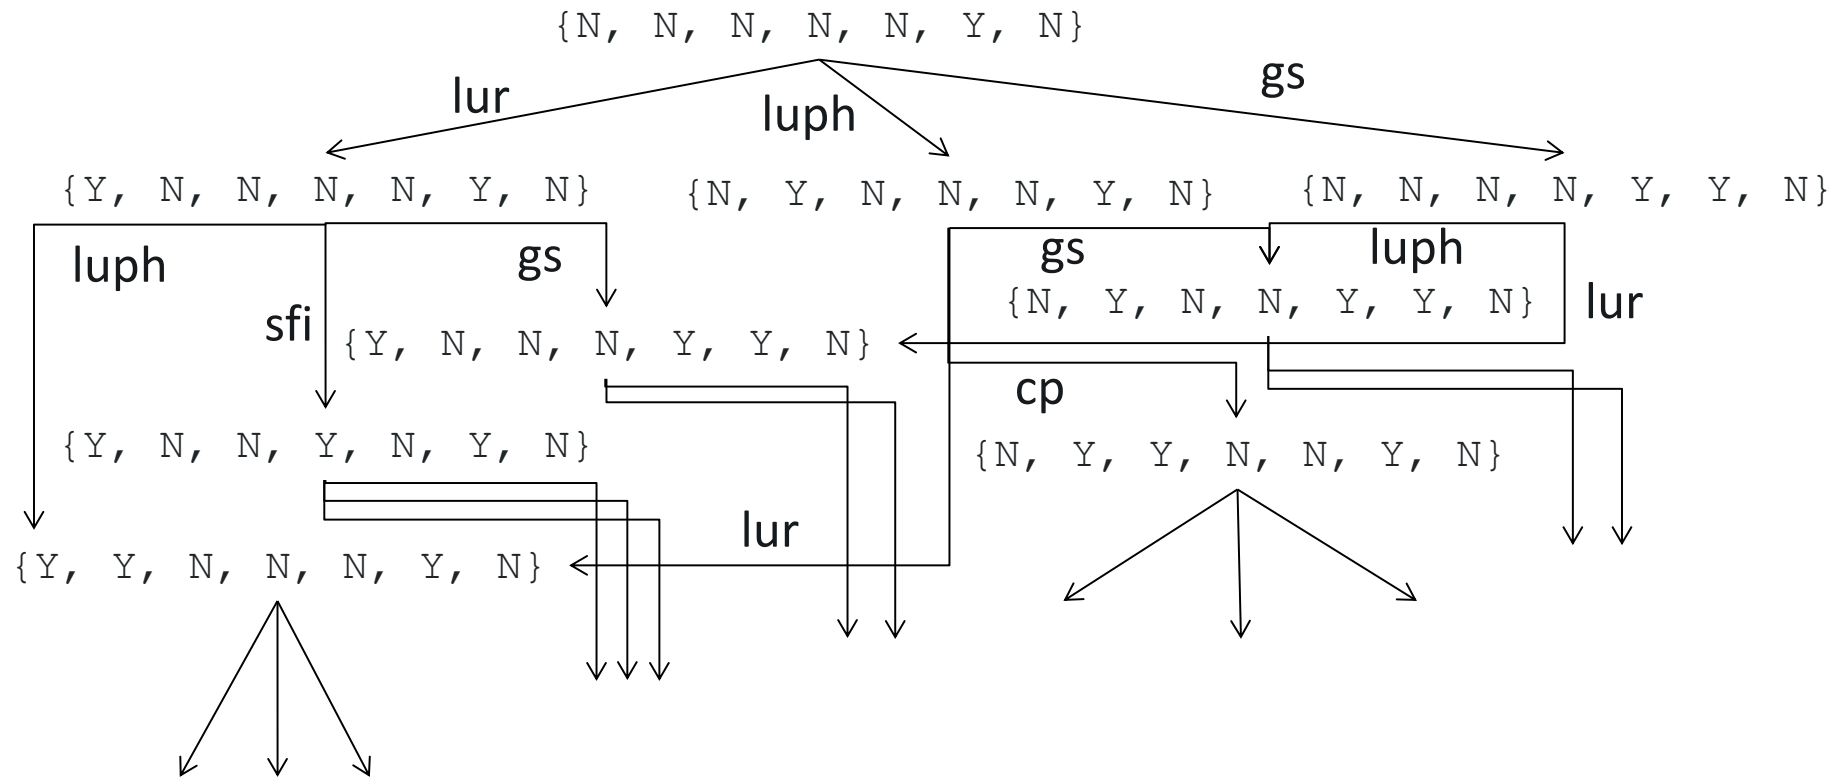 {N, N, N, N, N, Y, N}
lur
luph
gs
{Y, N, N, N, N, Y, N}
{N, Y, N, N, N, Y, N}
{N, N, N, N, Y, Y, N}
luph
sfi
gs
gs
luph
lur
{N, Y, N, N, Y, Y, N}
{Y, N, N, N, Y, Y, N}
cp
{Y, N, N, Y, N, Y, N}
{N, Y, Y, N, N, Y, N}
lur
{Y, Y, N, N, N, Y, N}